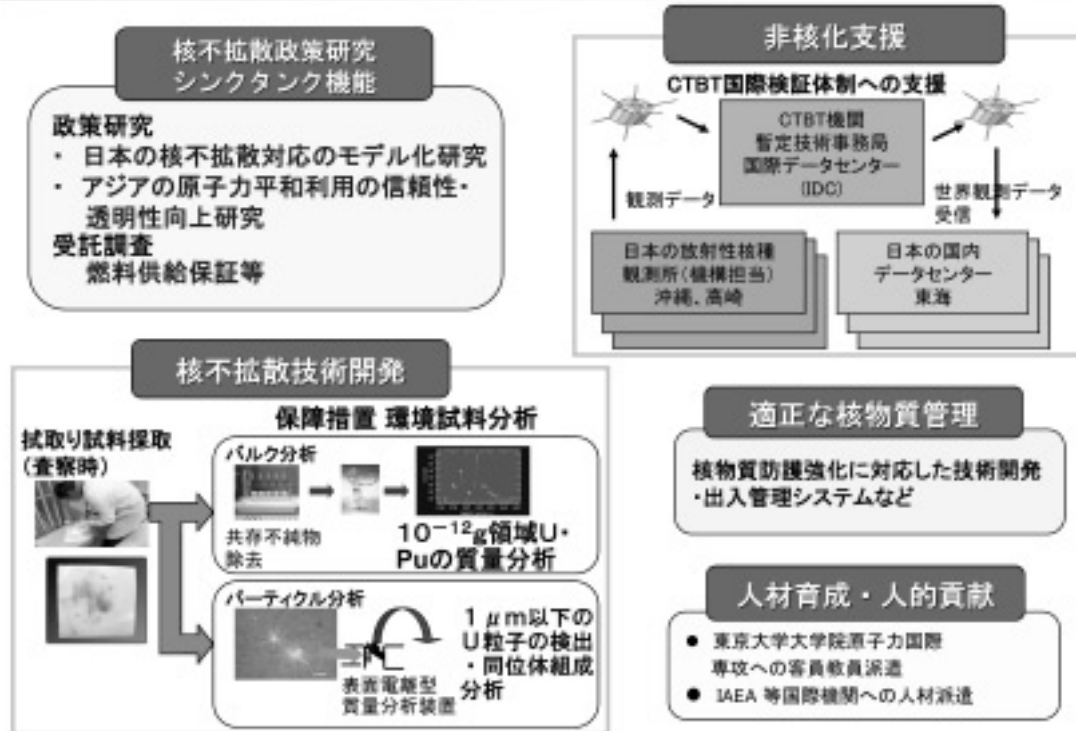 核不拡散政策研究
シンクタンク機能
政策研究
・ 日本の核不拡散対応のモデル化研究
・ アジアの原子力平和利用の信頼性・
透明性向上研究
受託調査
燃料供給保証等
非核化支援
CTBT国際検証体制への支援
CTBT機関
暫定技術事務局
国際データセンター
(IDC)
観測データ
世界観測データ
受信
日本の放射性核種
観測所(機構担当)
沖縄、高崎
日本の国内
データセンター
東海
核不拡散技術開発
保障措置 環境試料分析
拭取り試料採取
(査察時)
バルク分析
共存不純物
除去
10⁻¹²g領域U・
Puの質量分析
パーティクル分析
表面電離型
質量分析装置
1μm以下の
U粒子の検出
・同位体組成
分析
適正な核物質管理
核物質防護強化に対応した技術開発
・出入管理システムなど
人材育成・人的貢献
● 東京大学大学院原子力国際
専攻への客員教員派遣
● IAEA 等国際機関への人材派遣